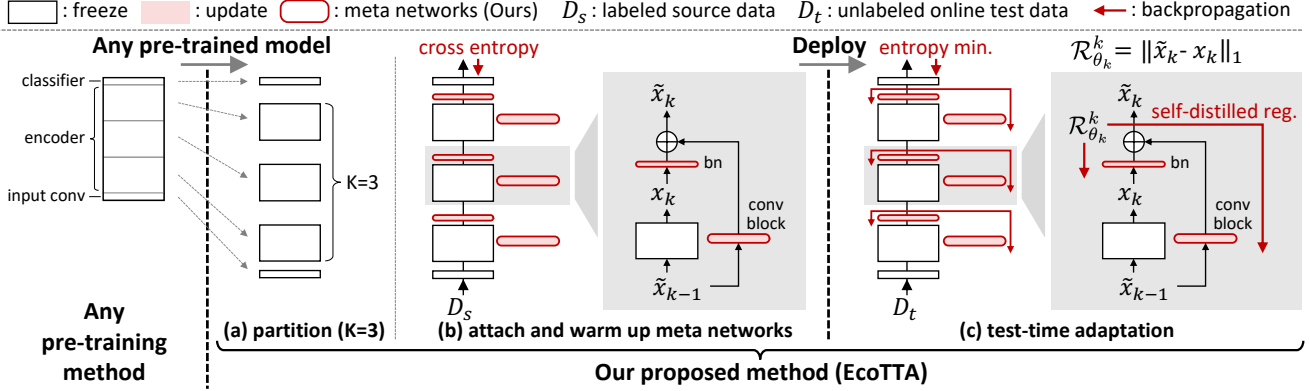 : freeze : update : meta networks (Ours) D_s : labeled source data D_t : unlabeled online test data : backpropagation
Any pre-trained model
classifier
encoder
input conv
K=3
Any
pre-training
method
(a) partition (K=3)
cross entropy
D_s
x̃_k
bn
x_k
conv
block
x̃_{k-1}
(b) attach and warm up meta networks
Deploy
entropy min.
D_t
R^k_{θ_k} = ‖x̃_k - x_k‖_1
x̃_k
self-distilled reg.
R^k_{θ_k}
bn
x_k
conv
block
x̃_{k-1}
(c) test-time adaptation
Our proposed method (EcoTTA)